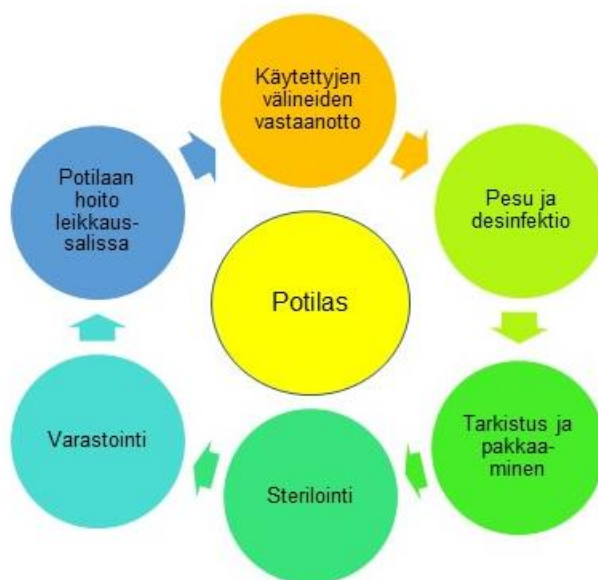 Käytettyjen
välineiden
vastaanotto
Pesu ja
desinfektio
Tarkistus ja
pakkaa-
minen
Sterilointi
Varastointi
Potilaan
hoito
leikkaus-
salissa
Potilas